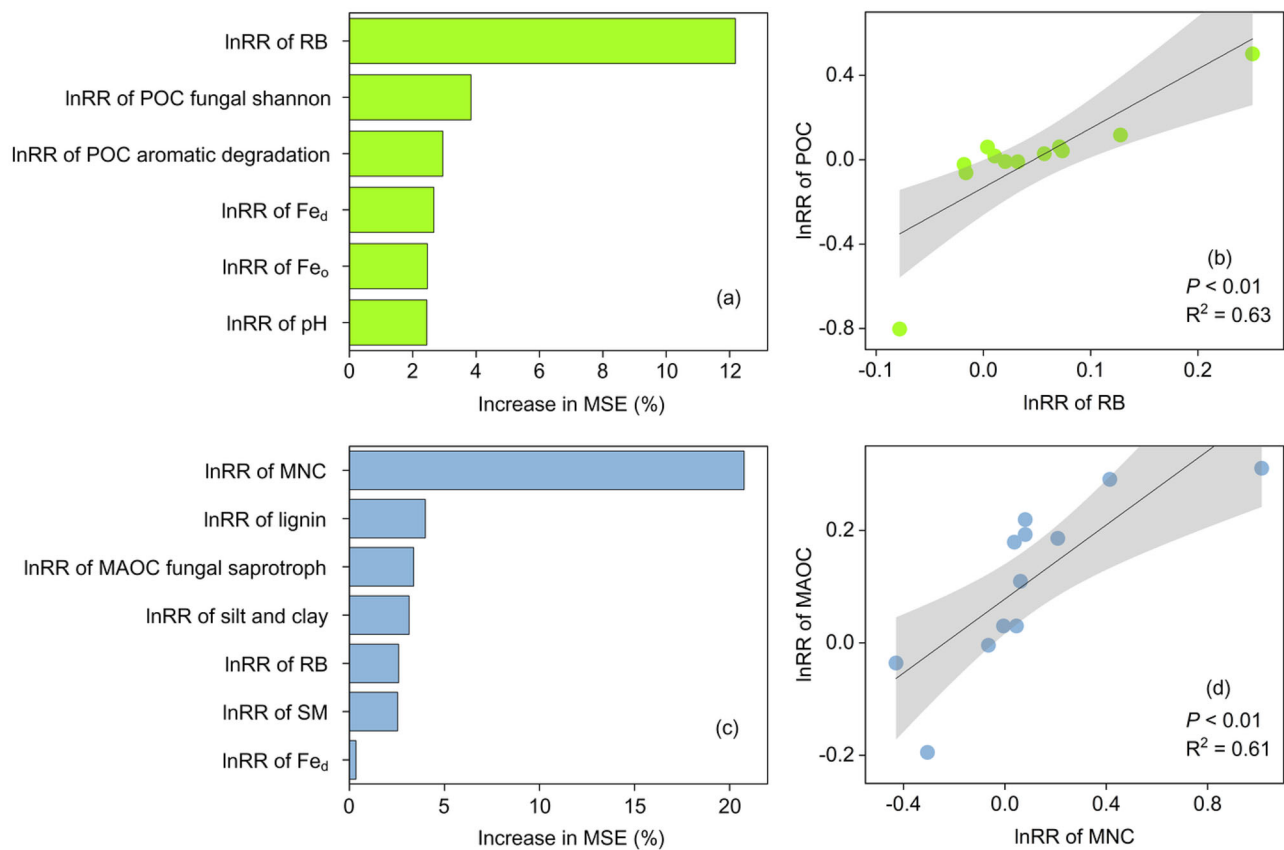 lnRR of RB
lnRR of POC fungal shannon
lnRR of POC aromatic degradation
lnRR of Fed
lnRR of Feo
lnRR of pH
(a)
0 2 4 6 8 10 12
Increase in MSE (%)
lnRR of POC
0.4
0.0
-0.4
-0.8
(b)
P < 0.01
R2 = 0.63
-0.1 0.0 0.1 0.2
lnRR of RB
lnRR of MNC
lnRR of lignin
lnRR of MAOC fungal saprotroph
lnRR of silt and clay
lnRR of RB
lnRR of SM
lnRR of Fed
(c)
0 5 10 15 20
Increase in MSE (%)
lnRR of MAOC
0.2
0.0
-0.2
(d)
P < 0.01
R2 = 0.61
-0.4 0.0 0.4 0.8
lnRR of MNC